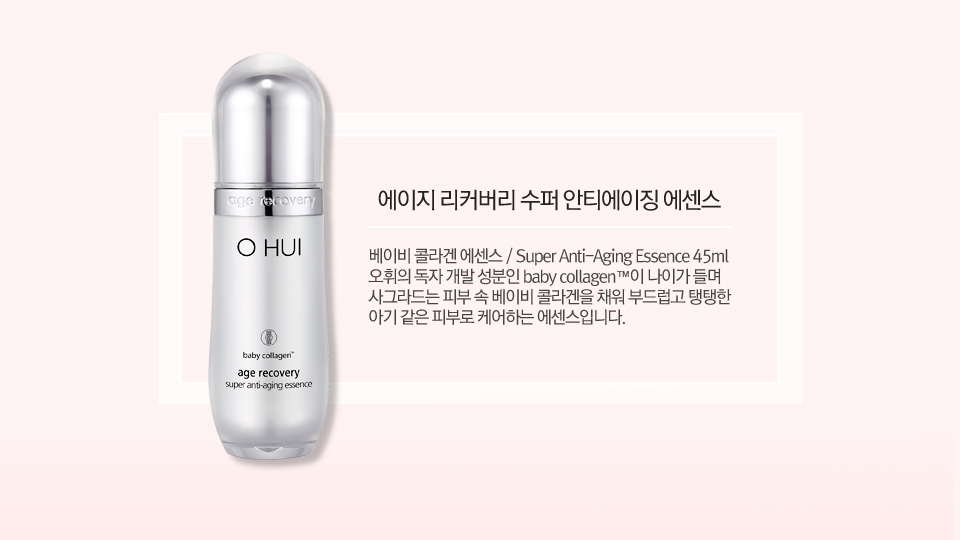 age recovery
O HUI
baby collagen™
age recovery
super anti-aging essence
에이지 리커버리 수퍼 안티에이징 에센스
베이비 콜라겐 에센스 / Super Anti-Aging Essence 45ml
오휘의 독자 개발 성분인 baby collagen™이 나이가 들며
사그라드는 피부 속 베이비 콜라겐을 채워 부드럽고 탱탱한
아기 같은 피부로 케어하는 에센스입니다.